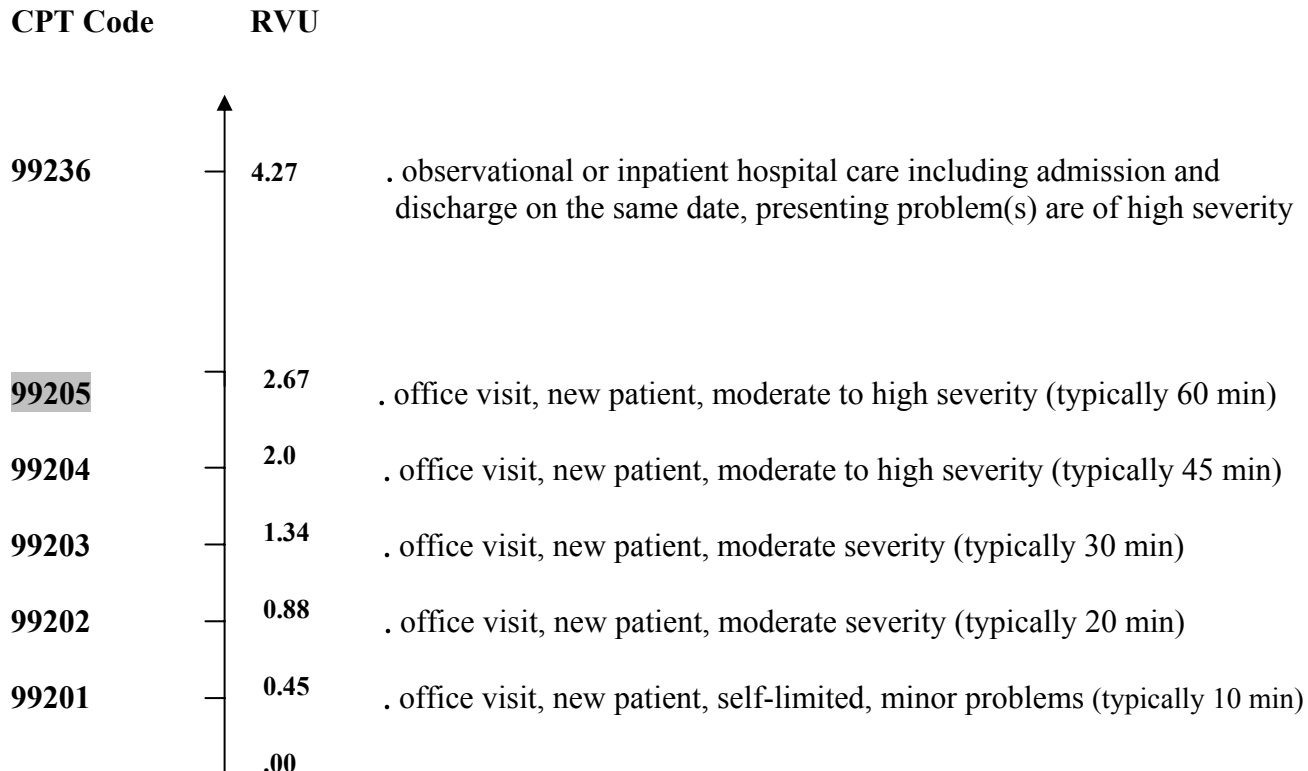 CPT Code RVU
99236 4.27 . observational or inpatient hospital care including admission and
discharge on the same date, presenting problem(s) are of high severity
99205 2.67 . office visit, new patient, moderate to high severity (typically 60 min)
99204 2.0 . office visit, new patient, moderate to high severity (typically 45 min)
99203 1.34 . office visit, new patient, moderate severity (typically 30 min)
99202 0.88 . office visit, new patient, moderate severity (typically 20 min)
99201 0.45 . office visit, new patient, self-limited, minor problems (typically 10 min)
.00